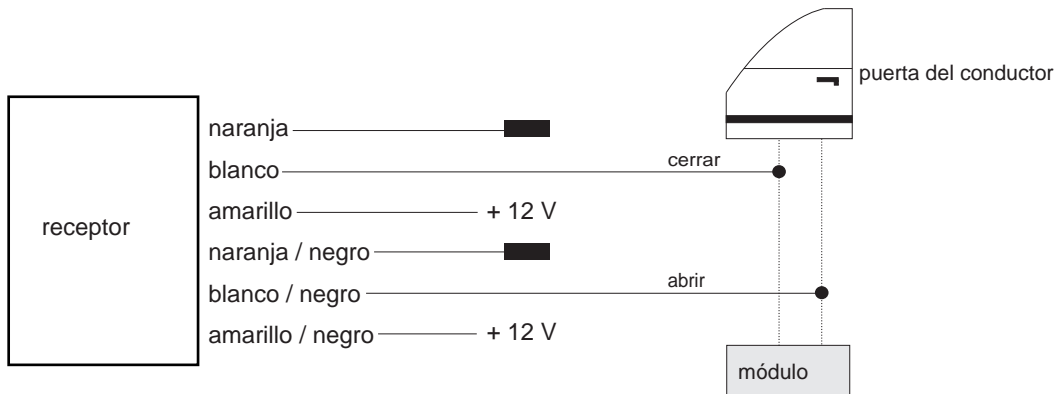 puerta del conductor
naranja
blanco
cerrar
amarillo
+ 12 V
receptor
naranja / negro
blanco / negro
abrir
amarillo / negro
+ 12 V
módulo